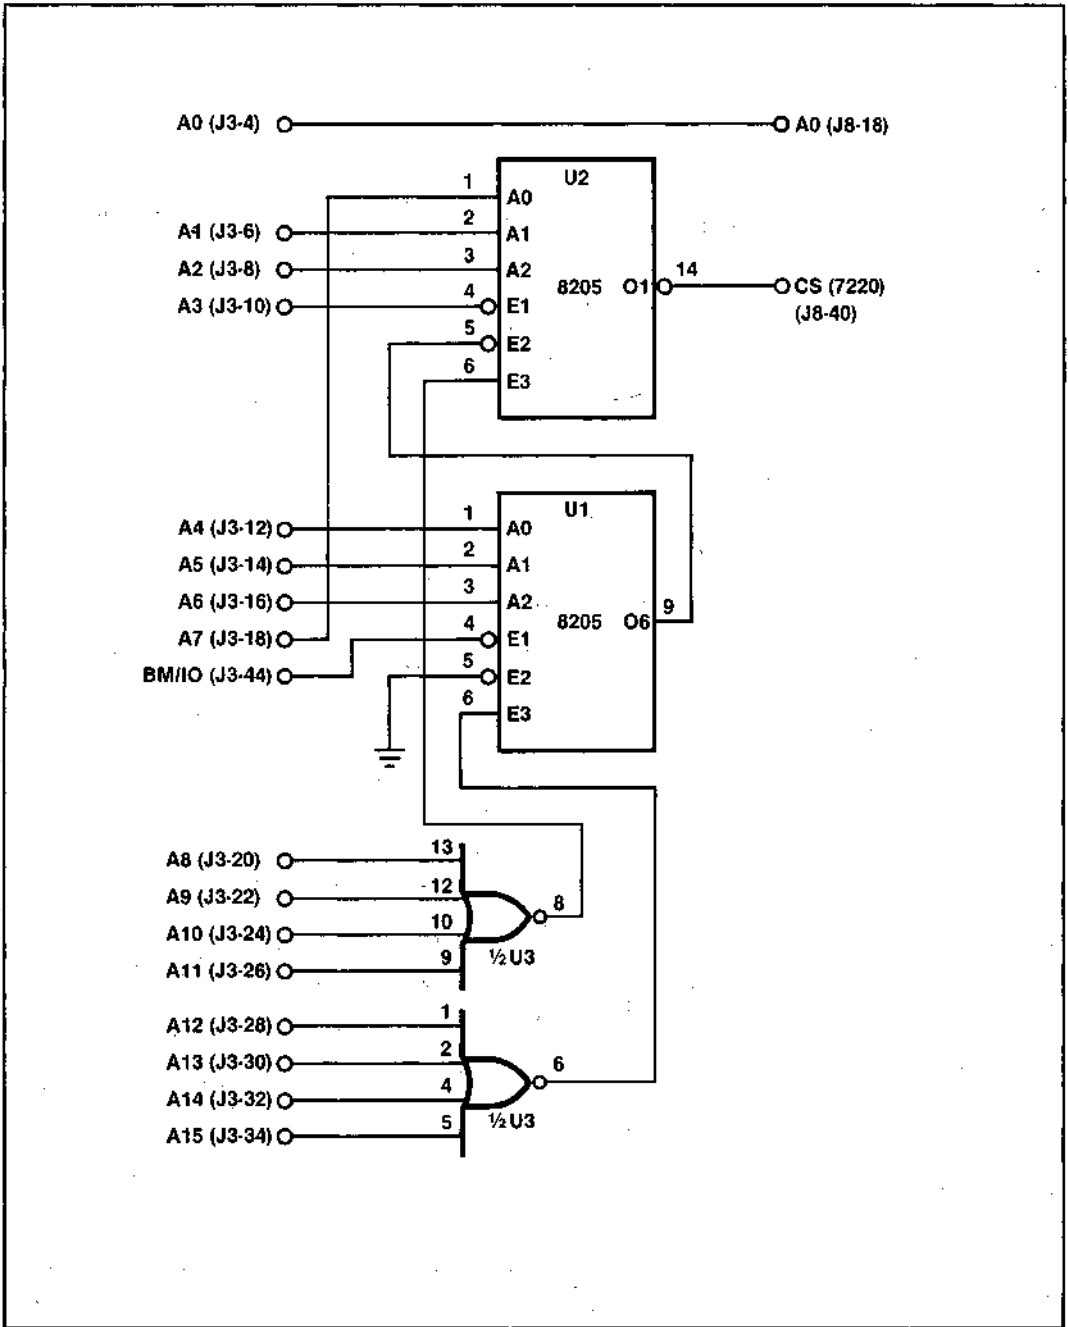 A0 (J3-4)
A0 (J8-18)
U2
1
A0
A1 (J3-6)
2
A1
A2 (J3-8)
3
A2
8205
O1
14
CS (7220)
(J8-40)
A3 (J3-10)
4
E1
5
E2
6
E3
U1
A4 (J3-12)
1
A0
A5 (J3-14)
2
A1
A6 (J3-16)
3
A2
8205
O6
9
A7 (J3-18)
4
E1
BM/IO (J3-44)
5
E2
6
E3
A8 (J3-20)
13
A9 (J3-22)
12
8
A10 (J3-24)
10
A11 (J3-26)
9
½ U3
A12 (J3-28)
1
A13 (J3-30)
2
6
A14 (J3-32)
4
A15 (J3-34)
5
½ U3